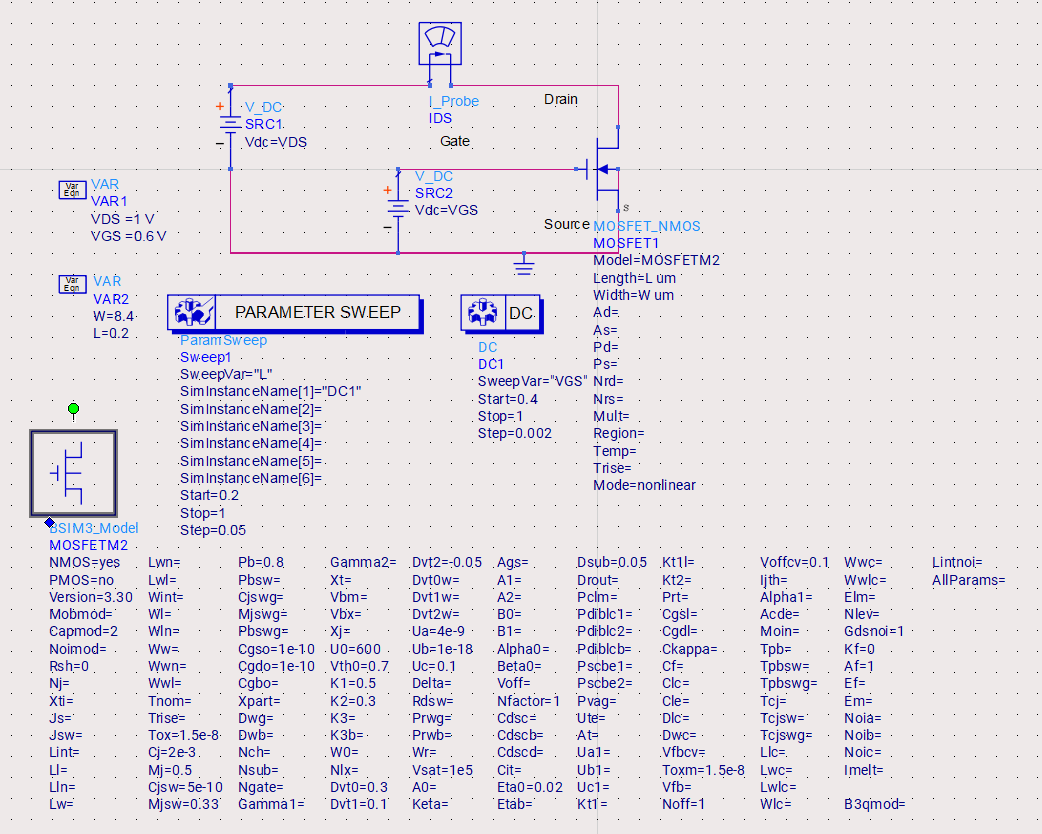 I_Probe
IDS
Drain
V_DC
SRC1
Vdc=VDS
Gate
V_DC
SRC2
Vdc=VGS
Var
Eqn
VAR
VAR1
VDS =1 V
VGS =0.6 V
s
Source
MOSFET_NMOS
MOSFET1
Model=MOSFETM2
Length=L um
Width=W um
Ad=
As=
Pd=
Ps=
Nrd=
Nrs=
Mult=
Region=
Temp=
Trise=
Mode=nonlinear
Var
Eqn
VAR
VAR2
W=8.4
L=0.2
PARAMETER SWEEP
ParamSweep
Sweep1
SweepVar="L"
SimInstanceName[1]="DC1"
SimInstanceName[2]=
SimInstanceName[3]=
SimInstanceName[4]=
SimInstanceName[5]=
SimInstanceName[6]=
Start=0.2
Stop=1
Step=0.05
DC
DC
DC1
SweepVar="VGS"
Start=0.4
Stop=1
Step=0.002
BSIM3_Model
MOSFETM2
NMOS=yes
PMOS=no
Version=3.30
Mobmod=
Capmod=2
Noimod=
Rsh=0
Nj=
Xti=
Js=
Jsw=
Lint=
Ll=
Lln=
Lw=
Lwn=
Lwl=
Wint=
Wl=
Wln=
Ww=
Wwn=
Wwl=
Tnom=
Trise=
Tox=1.5e-8
Cj=2e-3
Mj=0.5
Cjsw=5e-10
Mjsw=0.33
Pb=0.8
Pbsw=
Cjswg=
Mjswg=
Pbswg=
Cgso=1e-10
Cgdo=1e-10
Cgbo=
Xpart=
Dwg=
Dwb=
Nch=
Nsub=
Ngate=
Gamma1=
Gamma2=
Xt=
Vbm=
Vbx=
Xj=
U0=600
Vth0=0.7
K1=0.5
K2=0.3
K3=
K3b=
W0=
Nlx=
Dvt0=0.3
Dvt1=0.1
Dvt2=-0.05
Dvt0w=
Dvt1w=
Dvt2w=
Ua=4e-9
Ub=1e-18
Uc=0.1
Delta=
Rdsw=
Prwg=
Prwb=
Wr=
Vsat=1e5
A0=
Keta=
Ags=
A1=
A2=
B0=
B1=
Alpha0=
Beta0=
Voff=
Nfactor=1
Cdsc=
Cdscb=
Cdscd=
Cit=
Eta0=0.02
Etab=
Dsub=0.05
Drout=
Pclm=
Pdiblc1=
Pdiblc2=
Pdiblcb=
Pscbe1=
Pscbe2=
Pvag=
Ute=
At=
Ua1=
Ub1=
Uc1=
Kt1=
Kt1l=
Kt2=
Prt=
Cgsl=
Cgdl=
Ckappa=
Cf=
Clc=
Cle=
Dlc=
Dwc=
Vfbcv=
Toxm=1.5e-8
Vfb=
Noff=1
Voffcv=0.1
Ijth=
Alpha1=
Acde=
Moin=
Tpb=
Tpbsw=
Tpbswg=
Tcj=
Tcjsw=
Tcjswg=
Llc=
Lwc=
Lwlc=
Wlc=
Wwc=
Wwlc=
Elm=
Nlev=
Gdsnoi=1
Kf=0
Af=1
Ef=
Em=
Noia=
Noib=
Noic=
Imelt=
B3qmod=
Lintnoi=
AllParams=